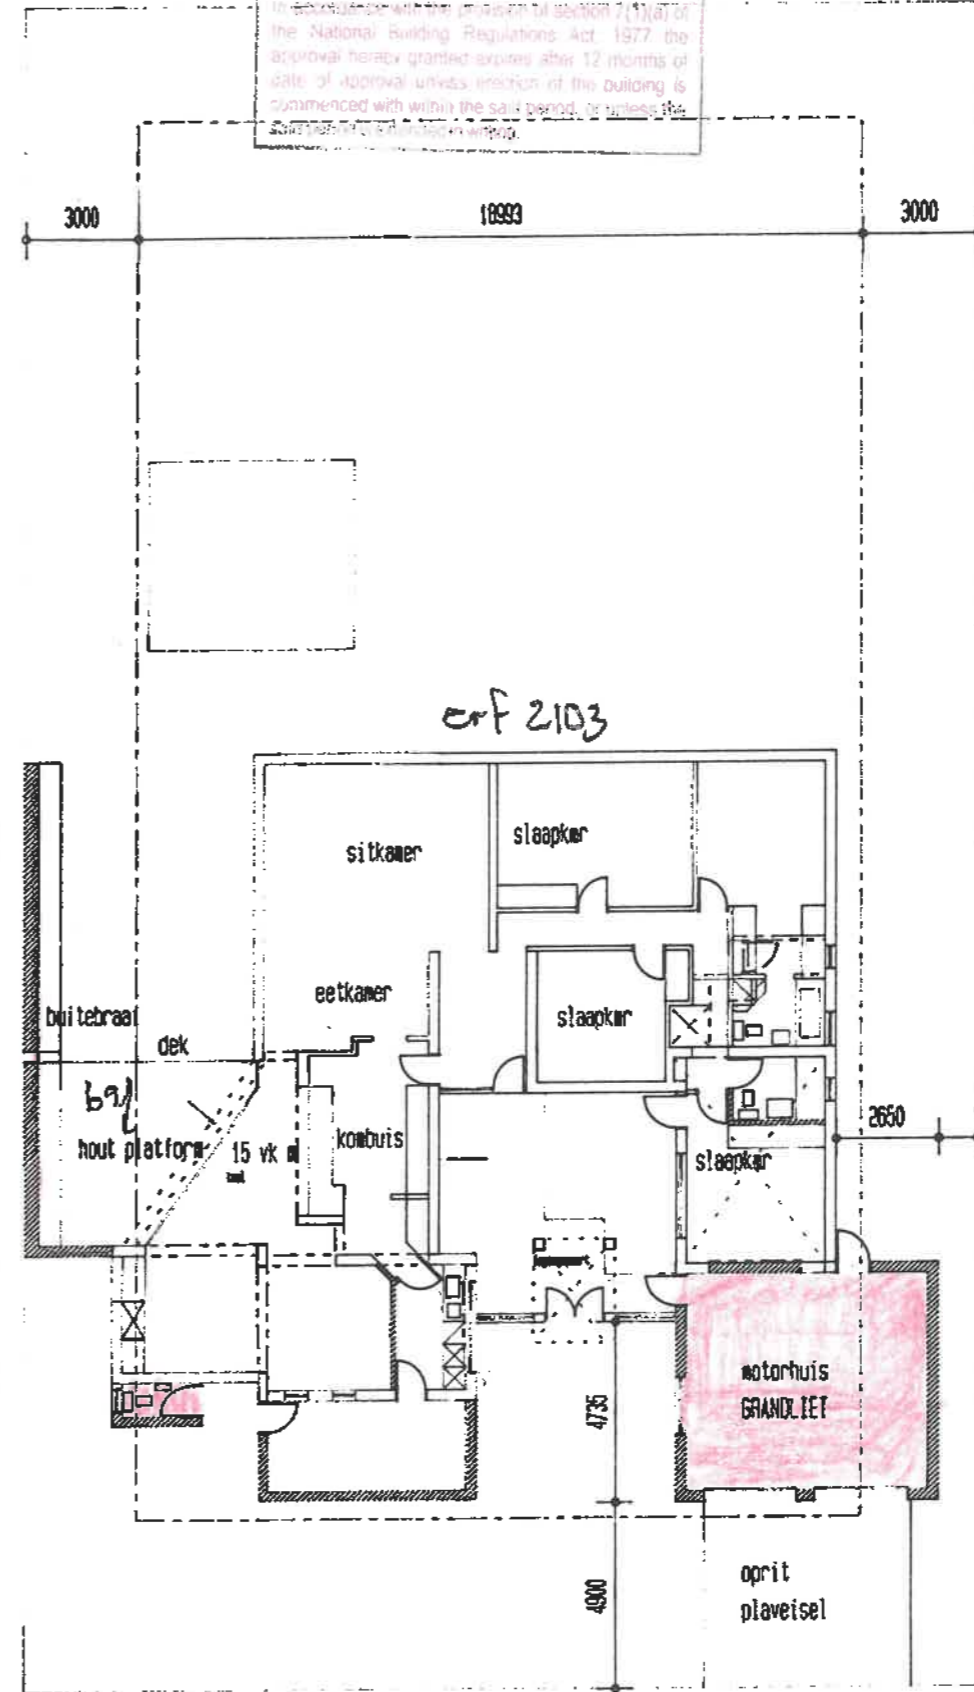 in accordance with the provision of section 7(1)(a) of
the National Building Regulations Act, 1977 the
approval hereby granted expires after 12 months of
date of approval unless erection of the building is
commenced with within the said period, or unless the
said period is extended in writing.
3000
18993
3000
erf 2103
sitkamer
slaapkmr
eetkamer
slaapkmr
buitebraai
dek
hout platform
15 vk m
kombuis
2650
slaapkmr
motorhuis
GRANDLIET
4735
4900
oprit
plaveisel